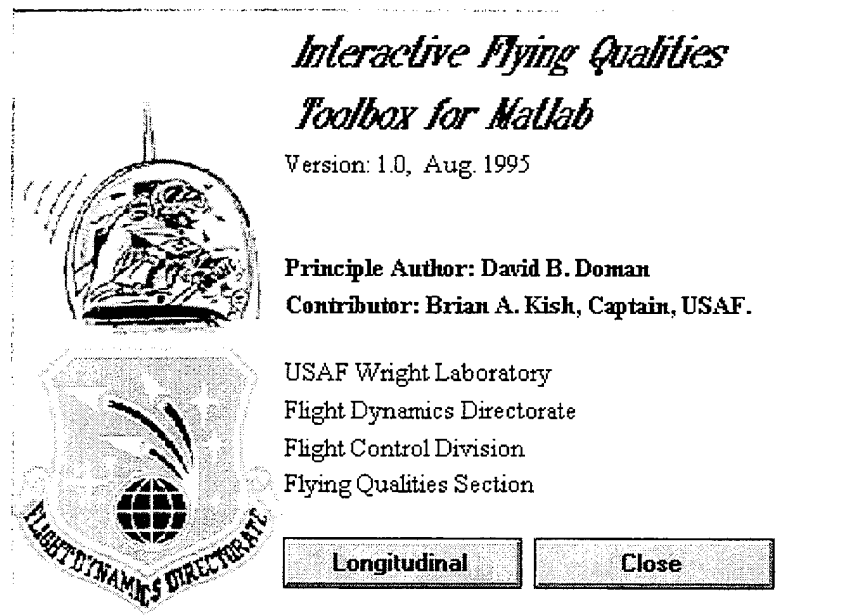 Interactive Flying Qualities
Toolbox for Matlab
Version: 1.0, Aug. 1995
Principle Author: David B. Doman
Contributor: Brian A. Kish, Captain, USAF.
USAF Wright Laboratory
Flight Dynamics Directorate
Flight Control Division
Flying Qualities Section
FLIGHT DYNAMICS DIRECTORATE
Longitudinal
Close